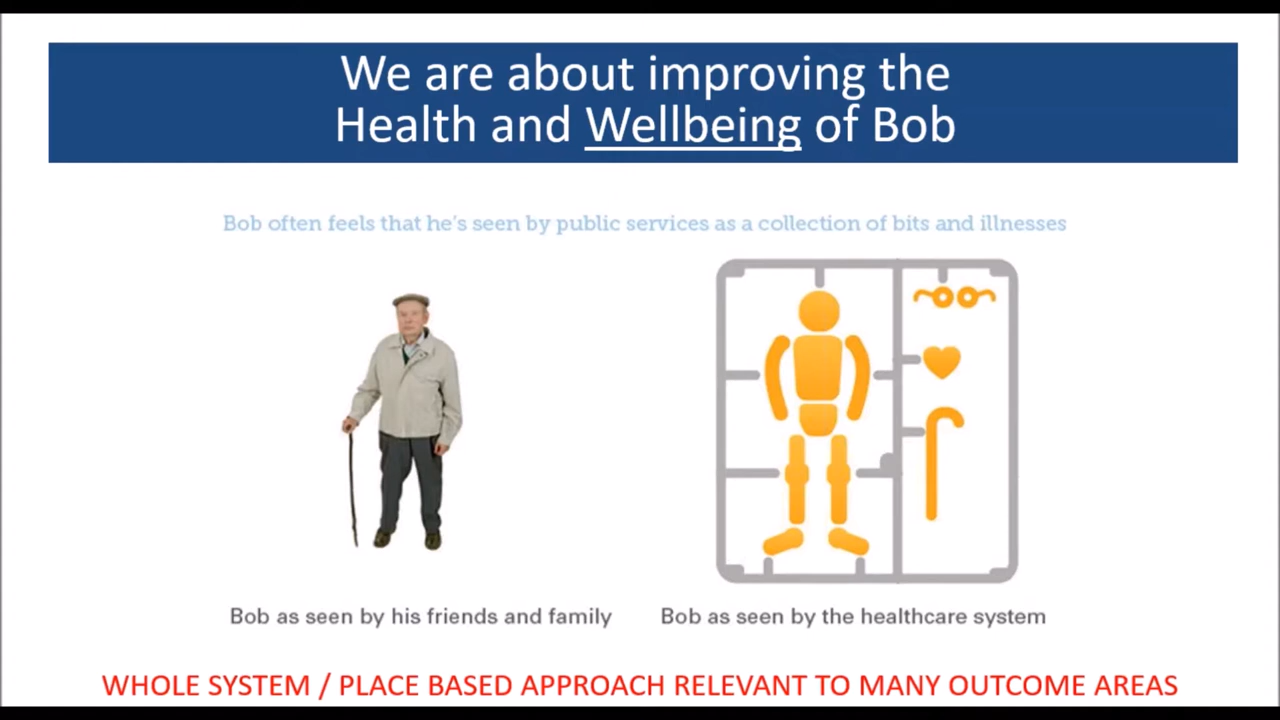 We are about improving the
Health and Wellbeing of Bob
Bob often feels that he's seen by public services as a collection of bits and illnesses
Bob as seen by his friends and family
Bob as seen by the healthcare system
WHOLE SYSTEM / PLACE BASED APPROACH RELEVANT TO MANY OUTCOME AREAS